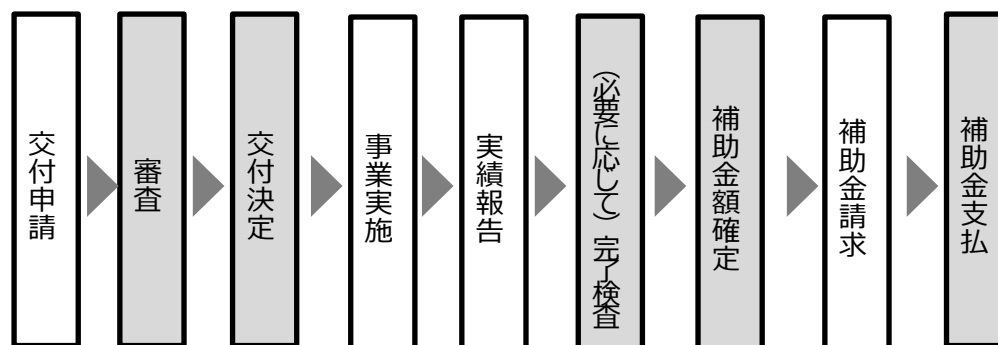 交付申請
審査
交付決定
事業実施
実績報告
（必要に応じて）完了検査
補助金額確定
補助金請求
補助金支払